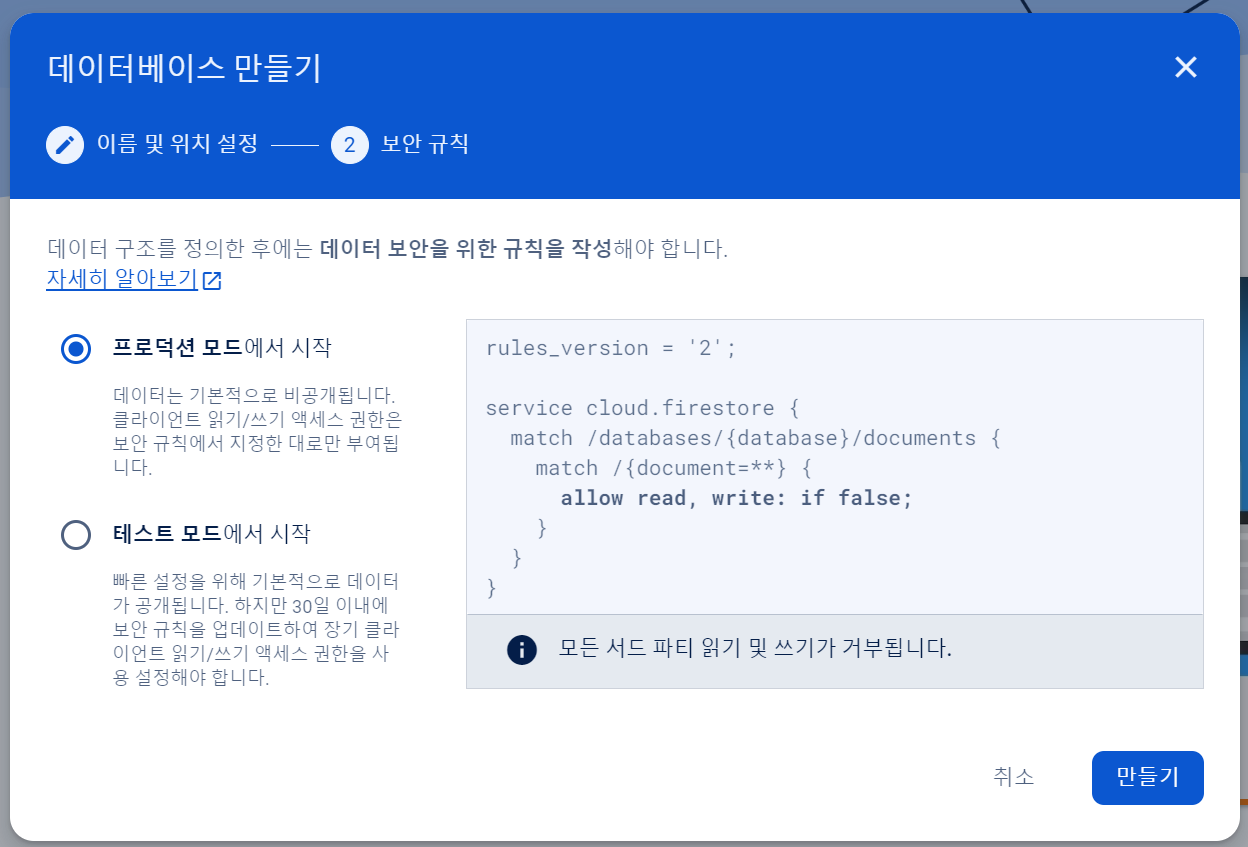 데이터베이스 만들기
이름 및 위치 설정
2 보안 규칙
데이터 구조를 정의한 후에는 데이터 보안을 위한 규칙을 작성해야 합니다.
자세히 알아보기
프로덕션 모드에서 시작
데이터는 기본적으로 비공개됩니다.
클라이언트 읽기/쓰기 액세스 권한은
보안 규칙에서 지정한 대로만 부여됩
니다.
테스트 모드에서 시작
빠른 설정을 위해 기본적으로 데이터
가 공개됩니다. 하지만 30일 이내에
보안 규칙을 업데이트하여 장기 클라
이언트 읽기/쓰기 액세스 권한을 사
용 설정해야 합니다.
rules_version = '2';
service cloud.firestore {
  match /databases/{database}/documents {
    match /{document=**} {
      allow read, write: if false;
    }
  }
}
모든 서드 파티 읽기 및 쓰기가 거부됩니다.
취소
만들기